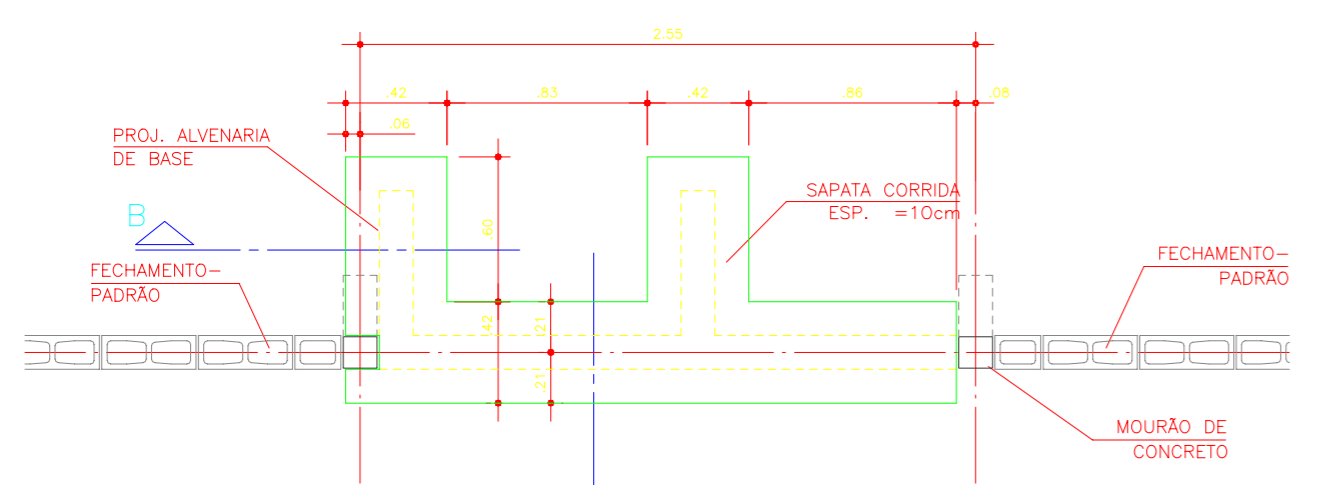 2.55
.42
.83
.42
.86
.08
.06
PROJ. ALVENARIA
DE BASE
SAPATA CORRIDA
ESP. =10cm
B
.60
FECHAMENTO-
PADRÃO
FECHAMENTO-
PADRÃO
.42
.21
.21
MOURÃO DE
CONCRETO